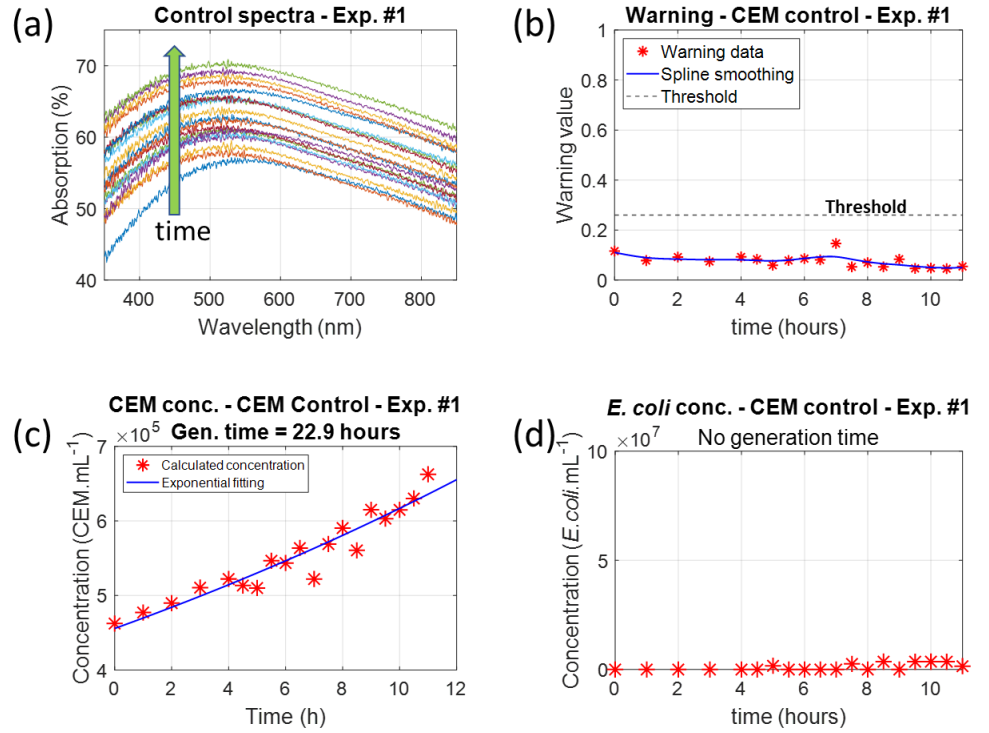 (a)
Control spectra - Exp. #1
Absorption (%)
70
60
50
40
time
400
500
600
700
800
Wavelength (nm)
(b)
Warning - CEM control - Exp. #1
Warning value
1
0.8
0.6
0.4
0.2
0
Warning data
Spline smoothing
Threshold
Threshold
0
2
4
6
8
10
time (hours)
(c)
CEM conc. - CEM Control - Exp. #1
Gen. time = 22.9 hours
×10⁵
Concentration (CEM.mL⁻¹)
7
6
5
4
Calculated concentration
Exponential fitting
0
2
4
6
8
10
12
Time (h)
(d)
E. coli conc. - CEM control - Exp. #1
No generation time
×10⁷
Concentration (E.coli.mL⁻¹)
10
5
0
0
2
4
6
8
10
time (hours)